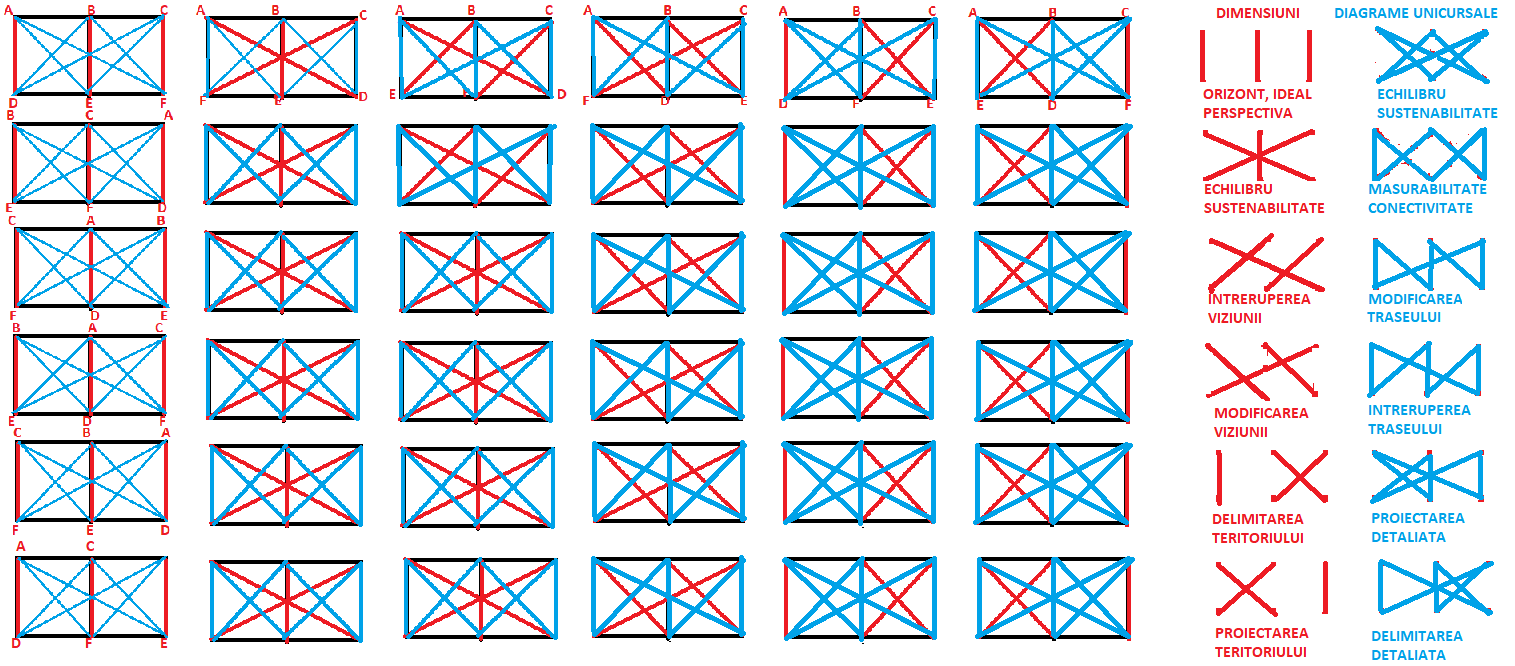 A B C A B C A B C A B C A B C A B C DIMENSIUNI DIAGRAME UNICURSALE
D E F F E D E F D F D E D F E E D F
ORIZONT, IDEAL
PERSPECTIVA
ECHILIBRU
SUSTENABILITATE
B C A
E F D
ECHILIBRU
SUSTENABILITATE
MASURABILITATE
CONECTIVITATE
C A B
F D E
INTRERUPEREA
VIZIUNII
MODIFICAREA
TRASEULUI
B A C
E D F
MODIFICAREA
VIZIUNII
INTRERUPEREA
TRASEULUI
C B A
F E D
DELIMITAREA
TERITORIULUI
PROIECTAREA
DETALIATA
A C
D F E
PROIECTAREA
TERITORIULUI
DELIMITAREA
DETALIATA